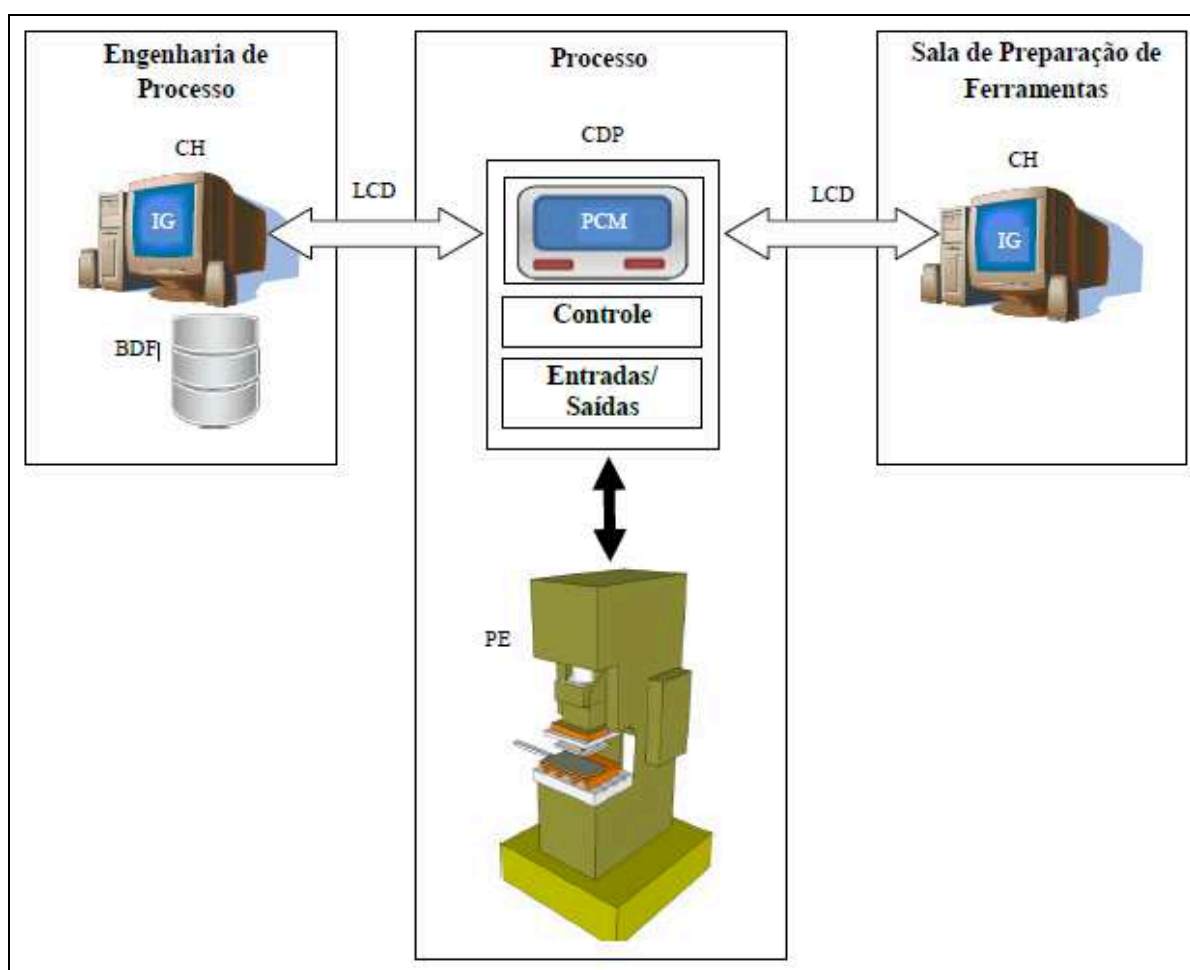 Engenharia de
Processo
CH
IG
BDF
LCD
Processo
CDP
PCM
Controle
Entradas/
Saídas
PE
LCD
Sala de Preparação de
Ferramentas
CH
IG